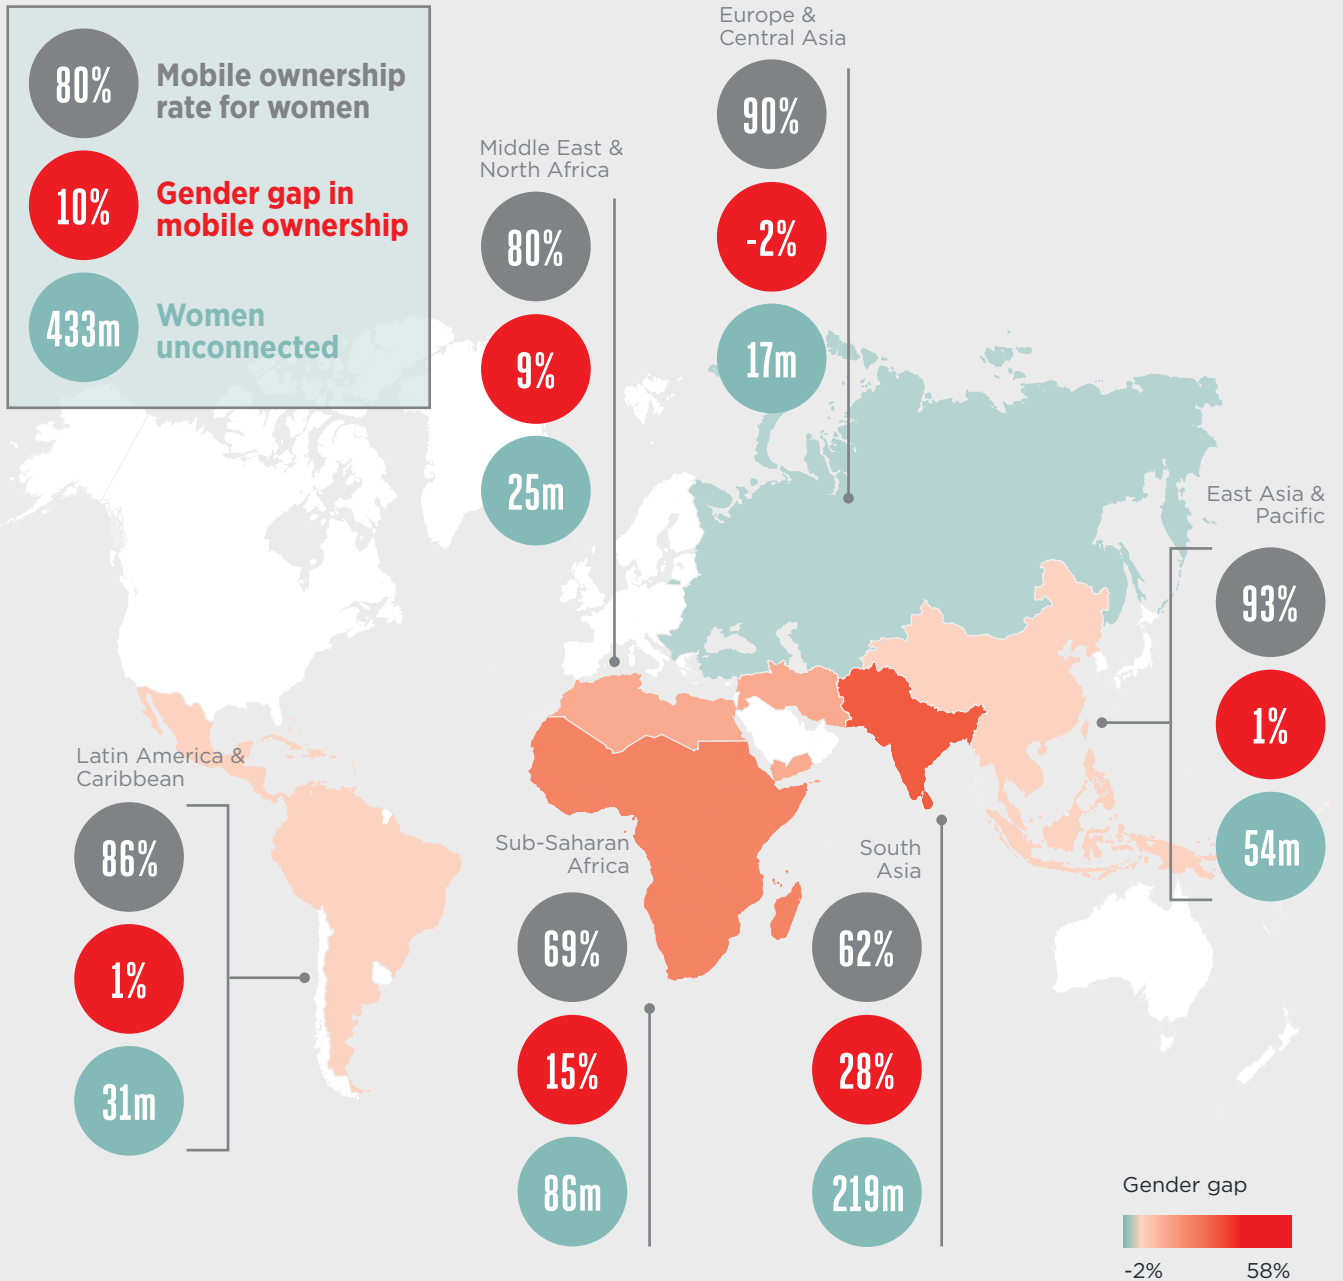 80%
Mobile ownership
rate for women
10%
Gender gap in
mobile ownership
433m
Women
unconnected
Europe &
Central Asia
90%
-2%
17m
Middle East &
North Africa
80%
9%
25m
East Asia &
Pacific
93%
1%
54m
Latin America &
Caribbean
86%
1%
31m
Sub-Saharan
Africa
69%
15%
86m
South
Asia
62%
28%
219m
Gender gap
-2%
58%